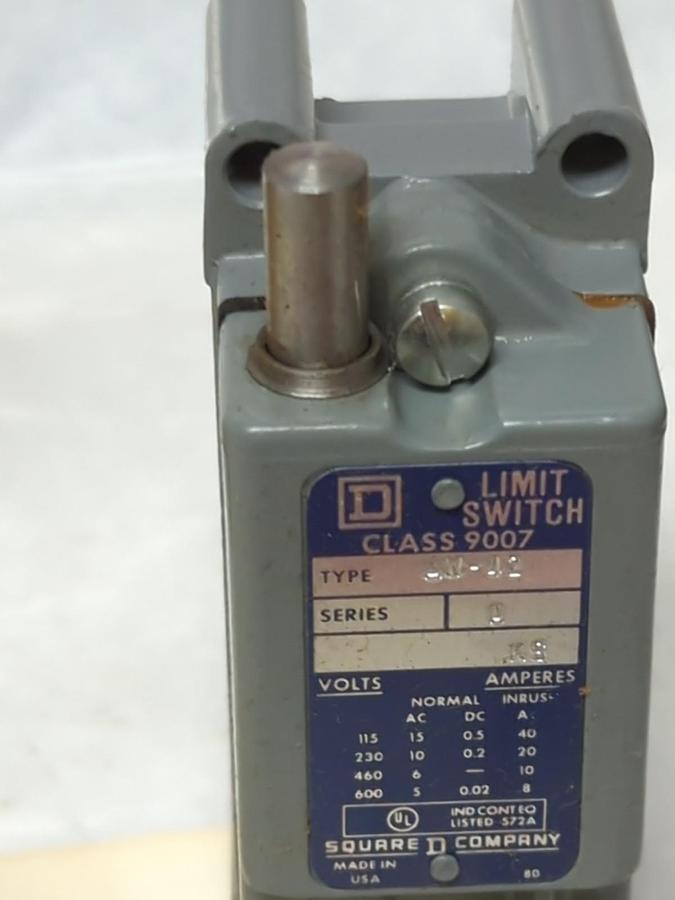 D
LIMIT
SWITCH
CLASS 9007
TYPE
SERIES D
K8
VOLTS AMPERES
NORMAL INRUS
AC DC A
115 15 0.5 40
230 10 0.2 20
460 6 — 10
600 5 0.02 8
UL IND CONT EQ
LISTED 572A
SQUARE D COMPANY
MADE IN
USA 80